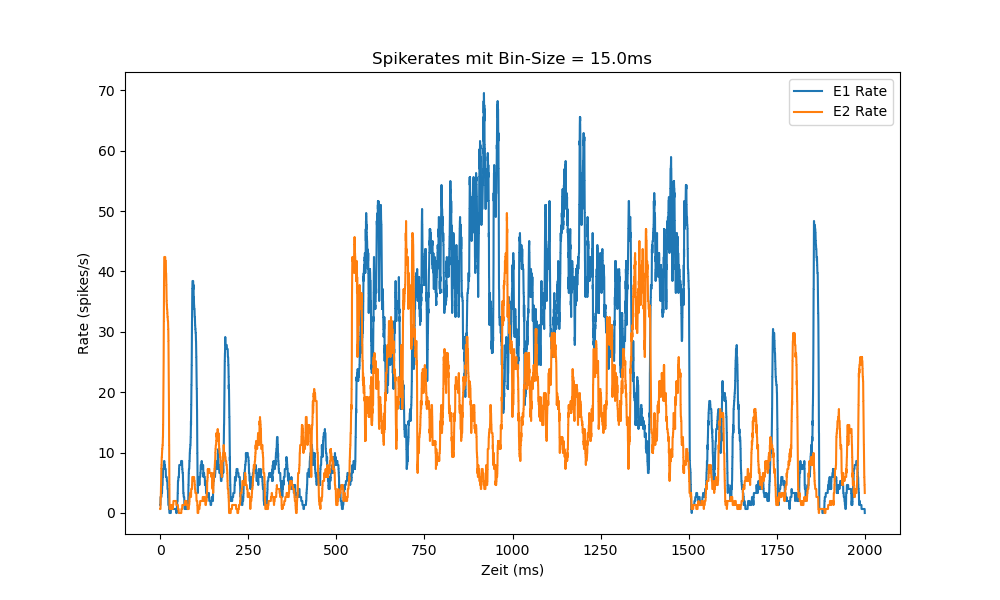 Spikerates mit Bin-Size = 15.0ms
E1 Rate
E2 Rate
70
60
50
40
30
20
10
0
Rate (spikes/s)
0 250 500 750 1000 1250 1500 1750 2000
Zeit (ms)